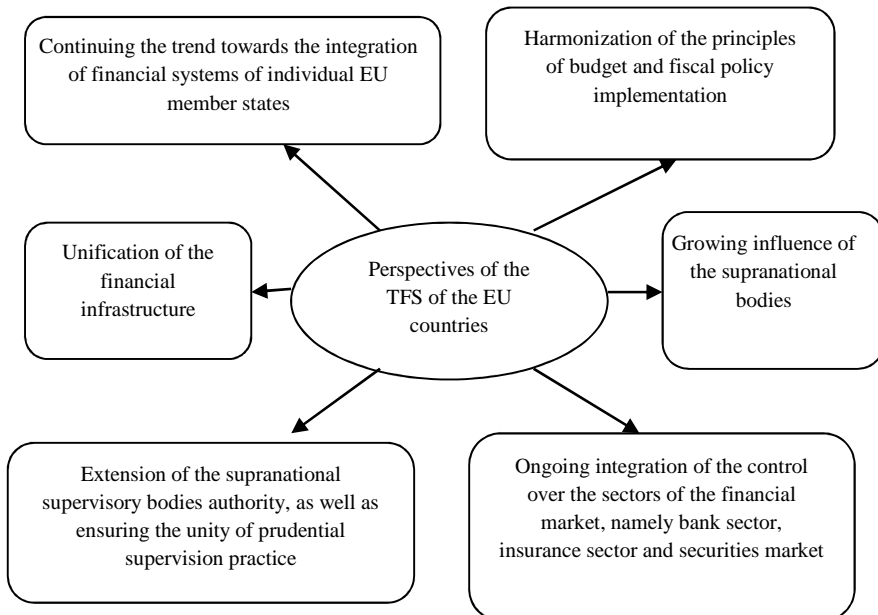 Continuing the trend towards the integration
of financial systems of individual EU
member states
Harmonization of the principles
of budget and fiscal policy
implementation
Unification of the
financial
infrastructure
Perspectives of the
TFS of the EU
countries
Growing influence of
the supranational
bodies
Extension of the supranational
supervisory bodies authority, as well as
ensuring the unity of prudential
supervision practice
Ongoing integration of the control
over the sectors of the financial
market, namely bank sector,
insurance sector and securities market